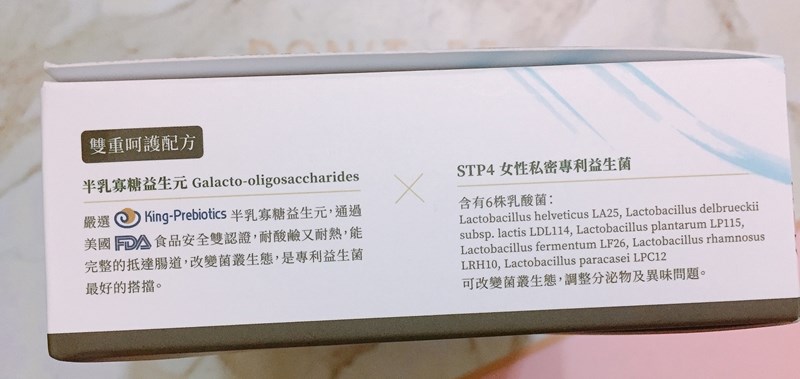 雙重呵護配方
半乳寡糖益生元 Galacto-oligosaccharides
嚴選 King-Prebiotics 半乳寡糖益生元，通過
美國 FDA 食品安全雙認證，耐酸鹼又耐熱，能
完整的抵達腸道，改變菌叢生態，是專利益生菌
最好的搭擋。
STP4 女性私密專利益生菌
含有6株乳酸菌：
Lactobacillus helveticus LA25, Lactobacillus delbrueckii
subsp. lactis LDL114, Lactobacillus plantarum LP115,
Lactobacillus fermentum LF26, Lactobacillus rhamnosus
LRH10, Lactobacillus paracasei LPC12
可改變菌叢生態，調整分泌物及異味問題。